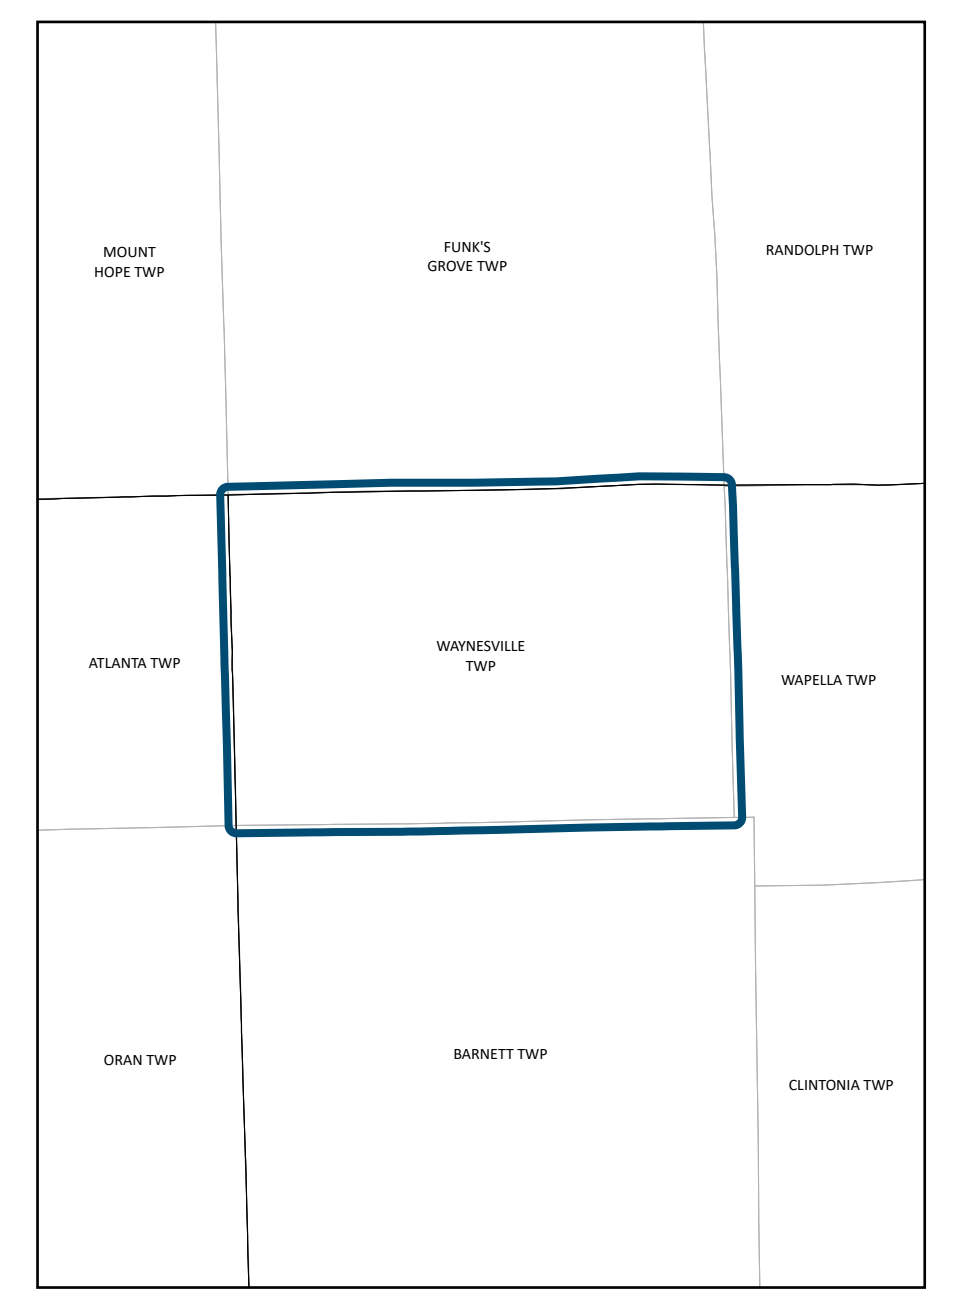 MOUNT
HOPE TWP
FUNK'S
GROVE TWP
RANDOLPH TWP
ATLANTA TWP
WAYNESVILLE
TWP
WAPELLA TWP
ORAN TWP
BARNETT TWP
CLINTONIA TWP